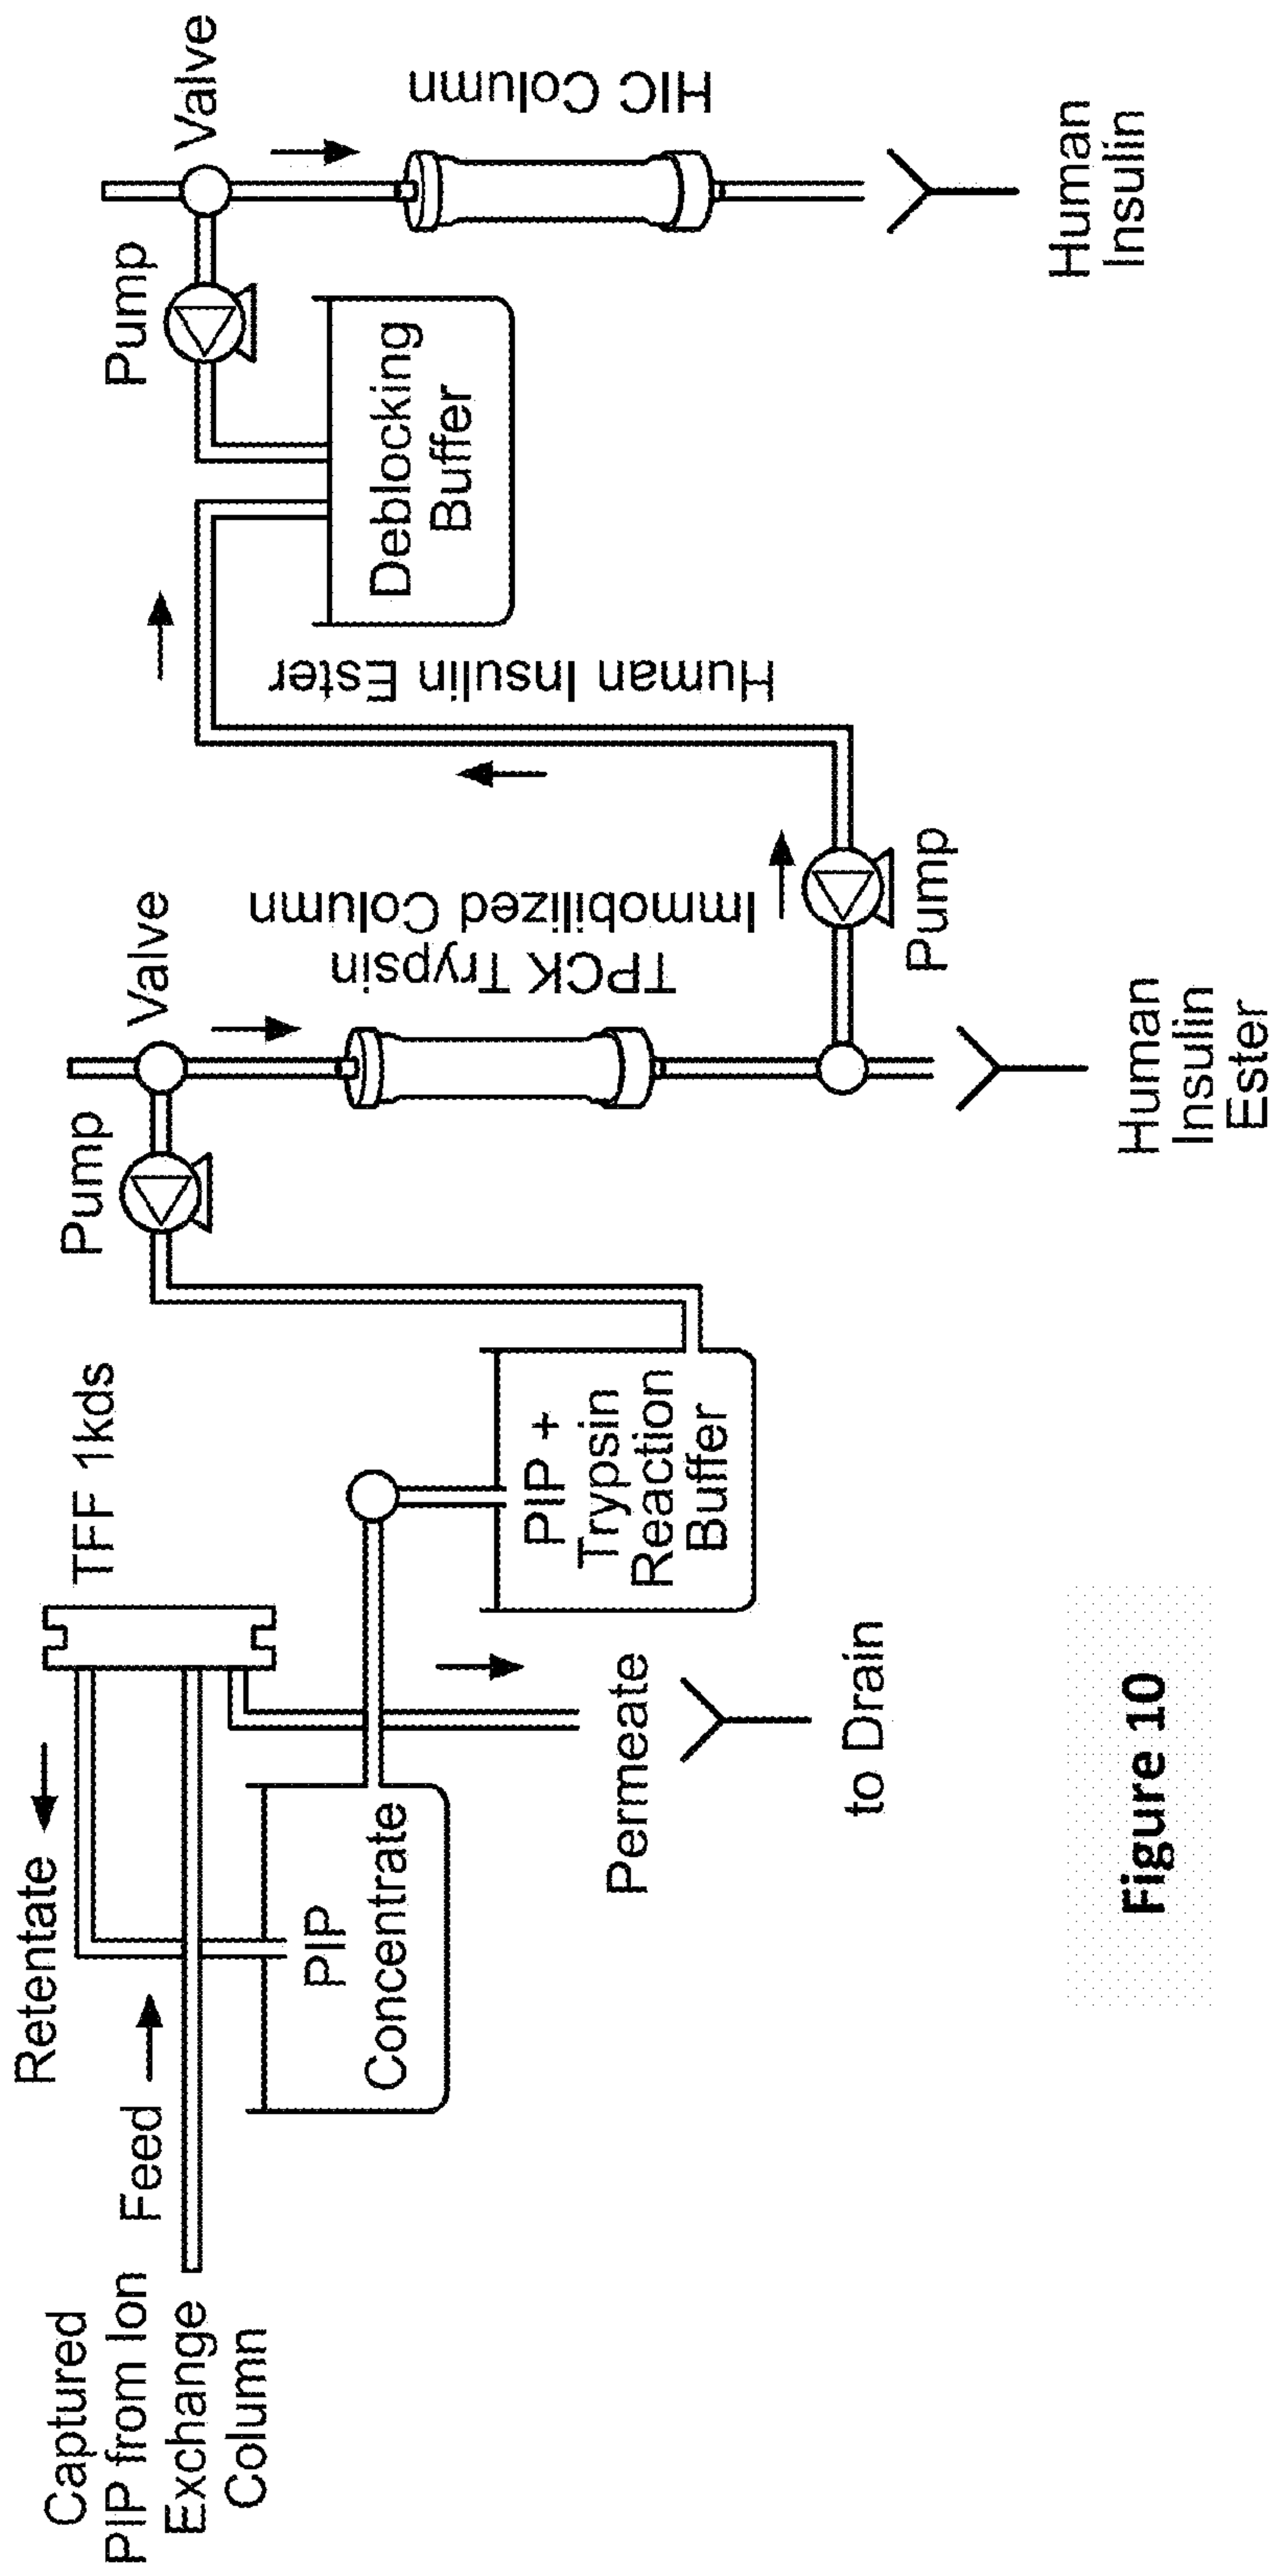 Captured
PIP from Ion
Exchange
Column
Feed
Retentate
TFF 1kds
PIP
Concentrate
Permeate
to Drain
PIP +
Trypsin
Reaction
Buffer
Pump
Valve
TPCK Trypsin
Immobilized Column
Human
Insulin
Ester
Pump
Human Insulin Ester
Deblocking
Buffer
Pump
Valve
HIC Column
Human
Insulin
Figure 10